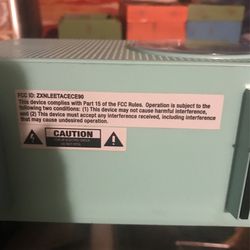 FCC ID: ZXNLEETACECE90
This device complies with Part 15 of the FCC Rules. Operation is subject to the
following two conditions: (1) This device may not cause harmful interference,
and (2) This device must accept any interference received, including interference
that may cause undesired operation.
CAUTION